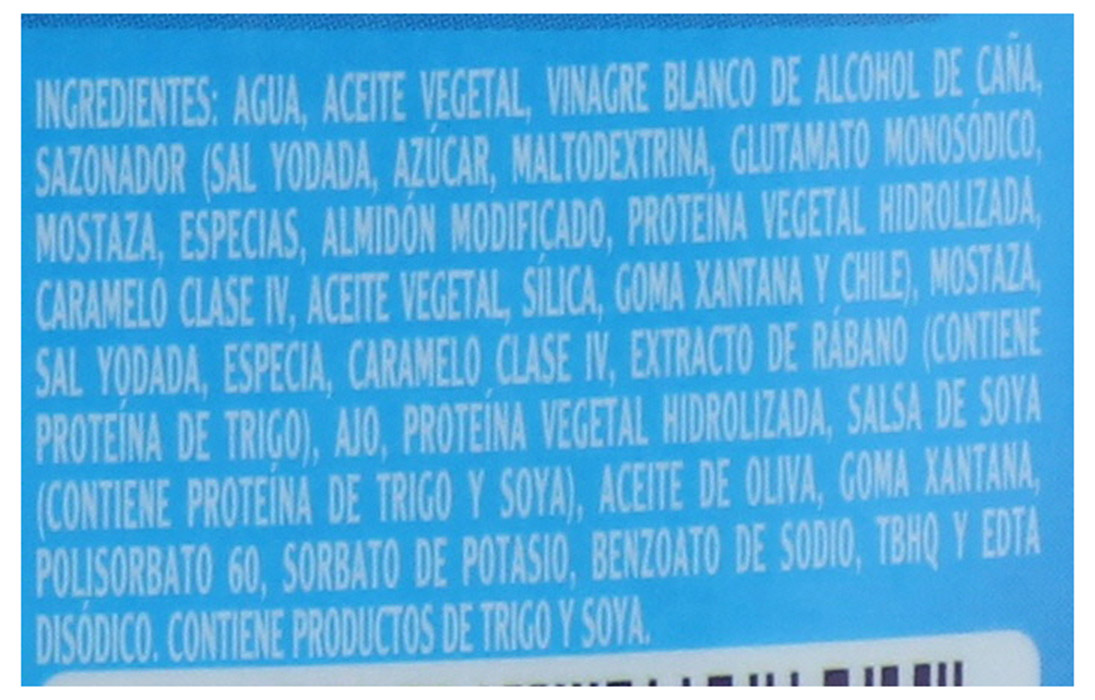 INGREDIENTES: AGUA, ACEITE VEGETAL, VINAGRE BLANCO DE ALCOHOL DE CAÑA,
SAZONADOR (SAL YODADA, AZÚCAR, MALTODEXTRINA, GLUTAMATO MONOSÓDICO,
MOSTAZA, ESPECIAS, ALMIDÓN MODIFICADO, PROTEÍNA VEGETAL HIDROLIZADA,
CARAMELO CLASE IV, ACEITE VEGETAL, SÍLICA, GOMA XANTANA Y CHILE), MOSTAZA,
SAL YODADA, ESPECIA, CARAMELO CLASE IV, EXTRACTO DE RÁBANO (CONTIENE
PROTEÍNA DE TRIGO), AJO, PROTEÍNA VEGETAL HIDROLIZADA, SALSA DE SOYA
(CONTIENE PROTEÍNA DE TRIGO Y SOYA), ACEITE DE OLIVA, GOMA XANTANA,
POLISORBATO 60, SORBATO DE POTASIO, BENZOATO DE SODIO, TBHQ Y EDTA
DISÓDICO. CONTIENE PRODUCTOS DE TRIGO Y SOYA.